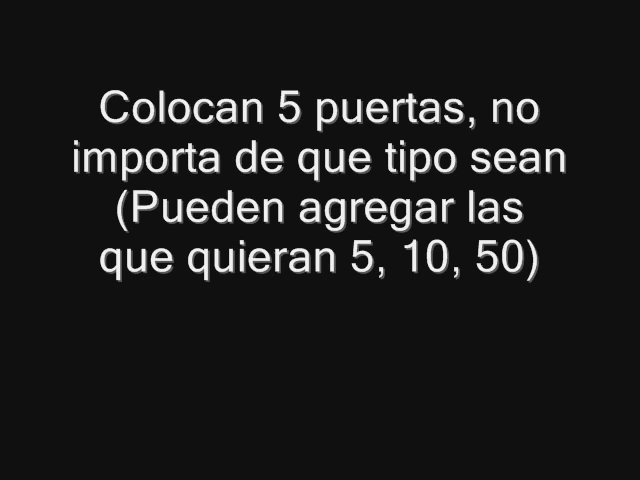 Colocan 5 puertas, no
importa de que tipo sean
(Pueden agregar las
que quieran 5, 10, 50)